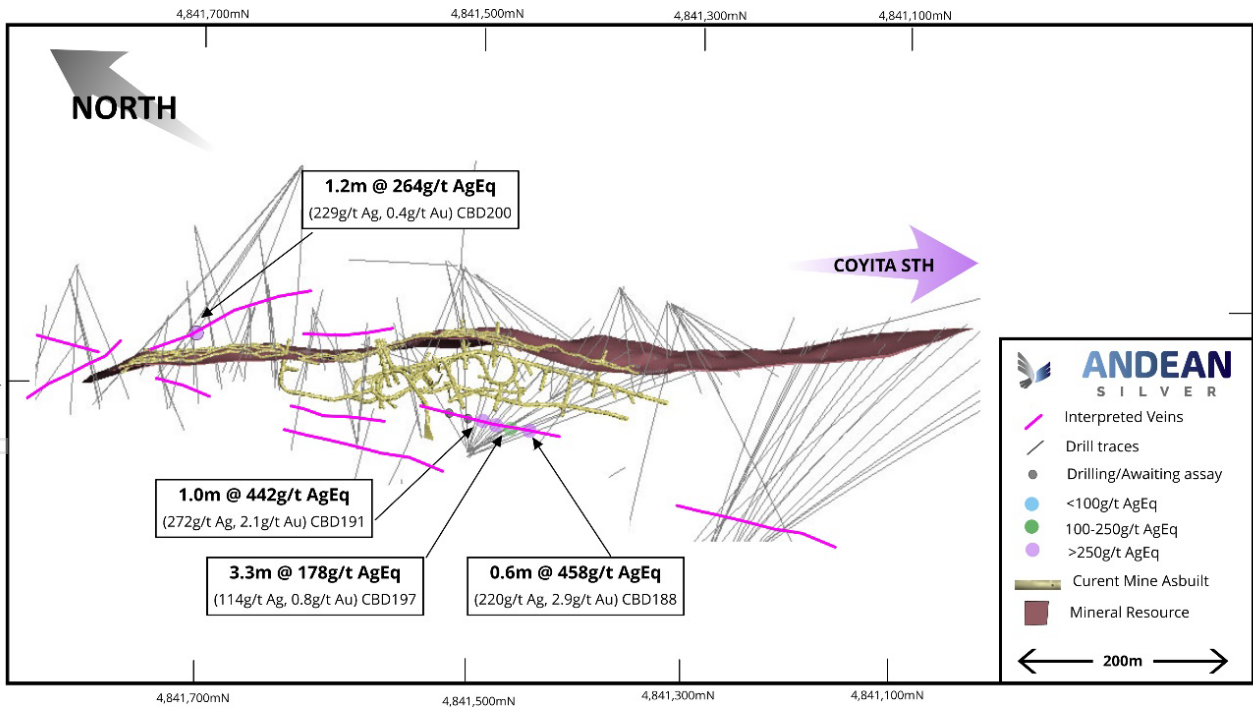 4,841,700mN
4,841,500mN
4,841,300mN
4,841,100mN
NORTH
1.2m @ 264g/t AgEq
(229g/t Ag, 0.4g/t Au) CBD200
COYITA STH
1.0m @ 442g/t AgEq
(272g/t Ag, 2.1g/t Au) CBD191
3.3m @ 178g/t AgEq
(114g/t Ag, 0.8g/t Au) CBD197
0.6m @ 458g/t AgEq
(220g/t Ag, 2.9g/t Au) CBD188
ANDEAN
SILVER
Interpreted Veins
Drill traces
Drilling/Awaiting assay
<100g/t AgEq
100-250g/t AgEq
>250g/t AgEq
Curent Mine Asbuilt
Mineral Resource
200m
4,841,700mN
4,841,500mN
4,841,300mN
4,841,100mN